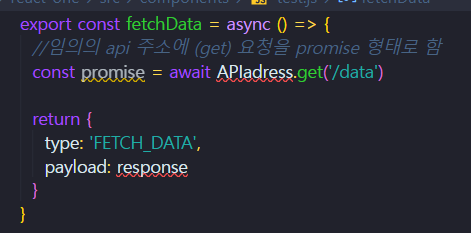 export const fetchData = async () => {
//임의의 api 주소에 (get) 요청을 promise 형태로 함
const promise = await APIadress.get('/data')
return {
type: 'FETCH_DATA',
payload: response
}
}